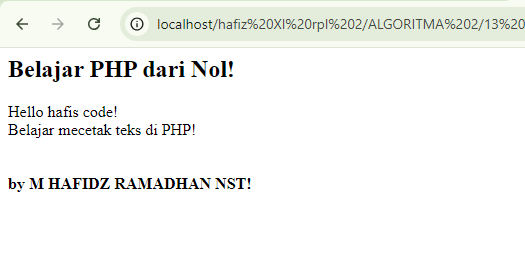 localhost/hafiz%20XI%20rpl%202/ALGORITMA%202/13%20
Belajar PHP dari Nol!
Hello hafis code!
Belajar mecetak teks di PHP!
by M HAFIDZ RAMADHAN NST!